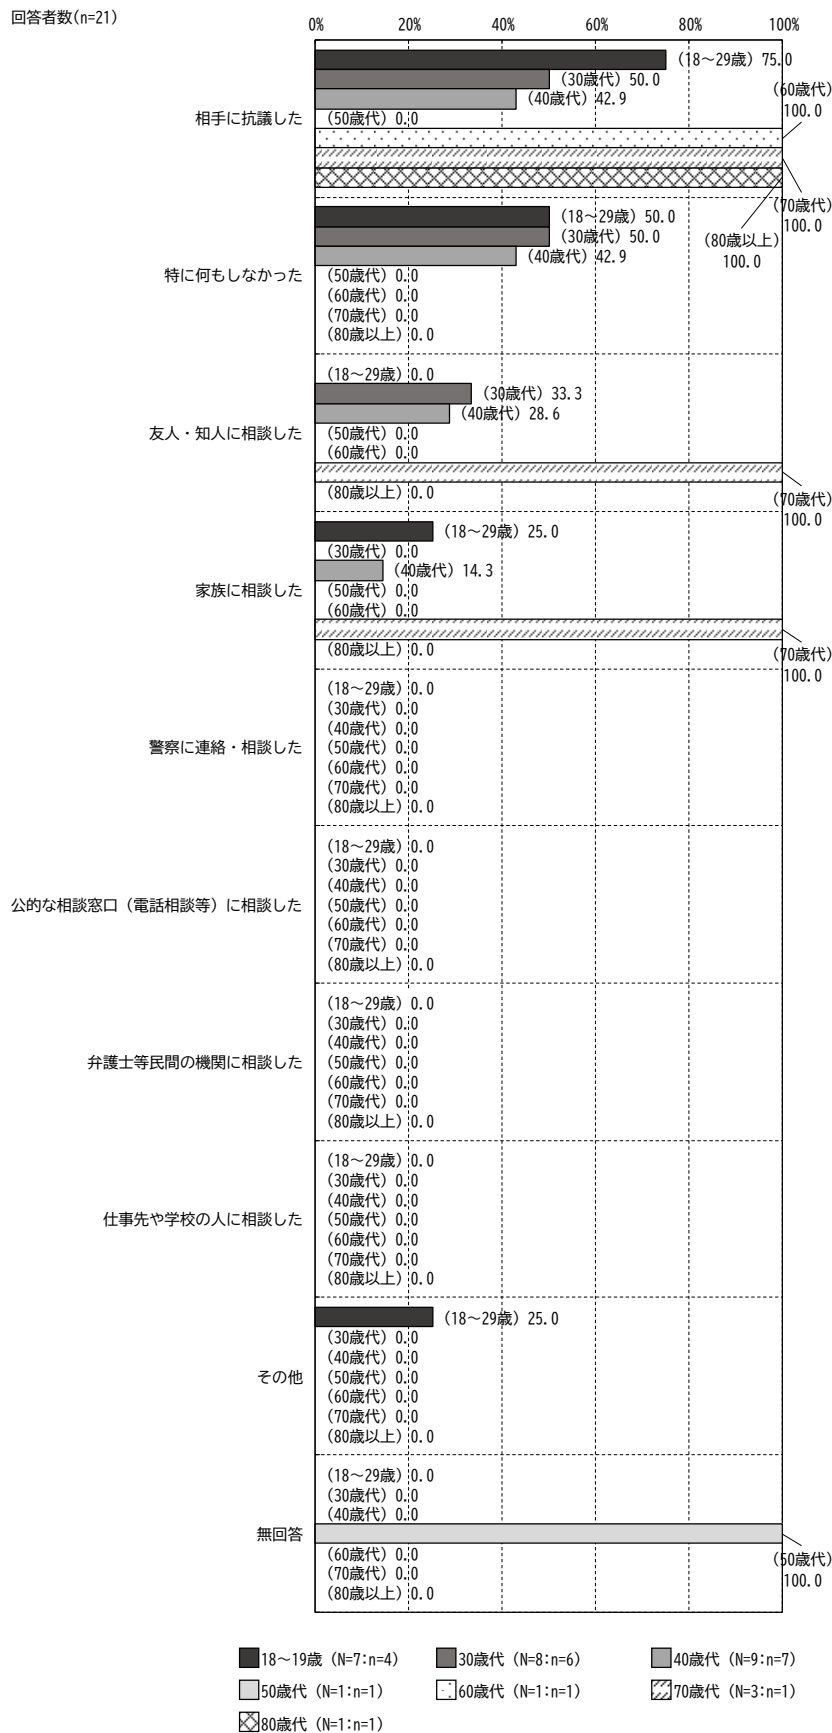 回答者数(n=21)
0% 20% 40% 60% 80% 100%
相手に抗議した
(18～29歳) 75.0
(30歳代) 50.0
(40歳代) 42.9
(50歳代) 0.0
(60歳代)
100.0
(70歳代)
100.0
(80歳以上)
100.0
特に何もしなかった
(18～29歳) 50.0
(30歳代) 50.0
(40歳代) 42.9
(50歳代) 0.0
(60歳代) 0.0
(70歳代) 0.0
(80歳以上) 0.0
友人・知人に相談した
(18～29歳) 0.0
(30歳代) 33.3
(40歳代) 28.6
(50歳代) 0.0
(60歳代) 0.0
(70歳代)
100.0
(80歳以上) 0.0
家族に相談した
(18～29歳) 25.0
(30歳代) 0.0
(40歳代) 14.3
(50歳代) 0.0
(60歳代) 0.0
(70歳代)
100.0
(80歳以上) 0.0
警察に連絡・相談した
(18～29歳) 0.0
(30歳代) 0.0
(40歳代) 0.0
(50歳代) 0.0
(60歳代) 0.0
(70歳代) 0.0
(80歳以上) 0.0
公的な相談窓口（電話相談等）に相談した
(18～29歳) 0.0
(30歳代) 0.0
(40歳代) 0.0
(50歳代) 0.0
(60歳代) 0.0
(70歳代) 0.0
(80歳以上) 0.0
弁護士等民間の機関に相談した
(18～29歳) 0.0
(30歳代) 0.0
(40歳代) 0.0
(50歳代) 0.0
(60歳代) 0.0
(70歳代) 0.0
(80歳以上) 0.0
仕事先や学校の人に相談した
(18～29歳) 0.0
(30歳代) 0.0
(40歳代) 0.0
(50歳代) 0.0
(60歳代) 0.0
(70歳代) 0.0
(80歳以上) 0.0
その他
(18～29歳) 25.0
(30歳代) 0.0
(40歳代) 0.0
(50歳代) 0.0
(60歳代) 0.0
(70歳代) 0.0
(80歳以上) 0.0
無回答
(18～29歳) 0.0
(30歳代) 0.0
(40歳代) 0.0
(50歳代)
100.0
(60歳代) 0.0
(70歳代) 0.0
(80歳以上) 0.0
18～19歳（N=7:n=4） 30歳代（N=8:n=6） 40歳代（N=9:n=7）
50歳代（N=1:n=1） 60歳代（N=1:n=1） 70歳代（N=3:n=1）
80歳代（N=1:n=1）